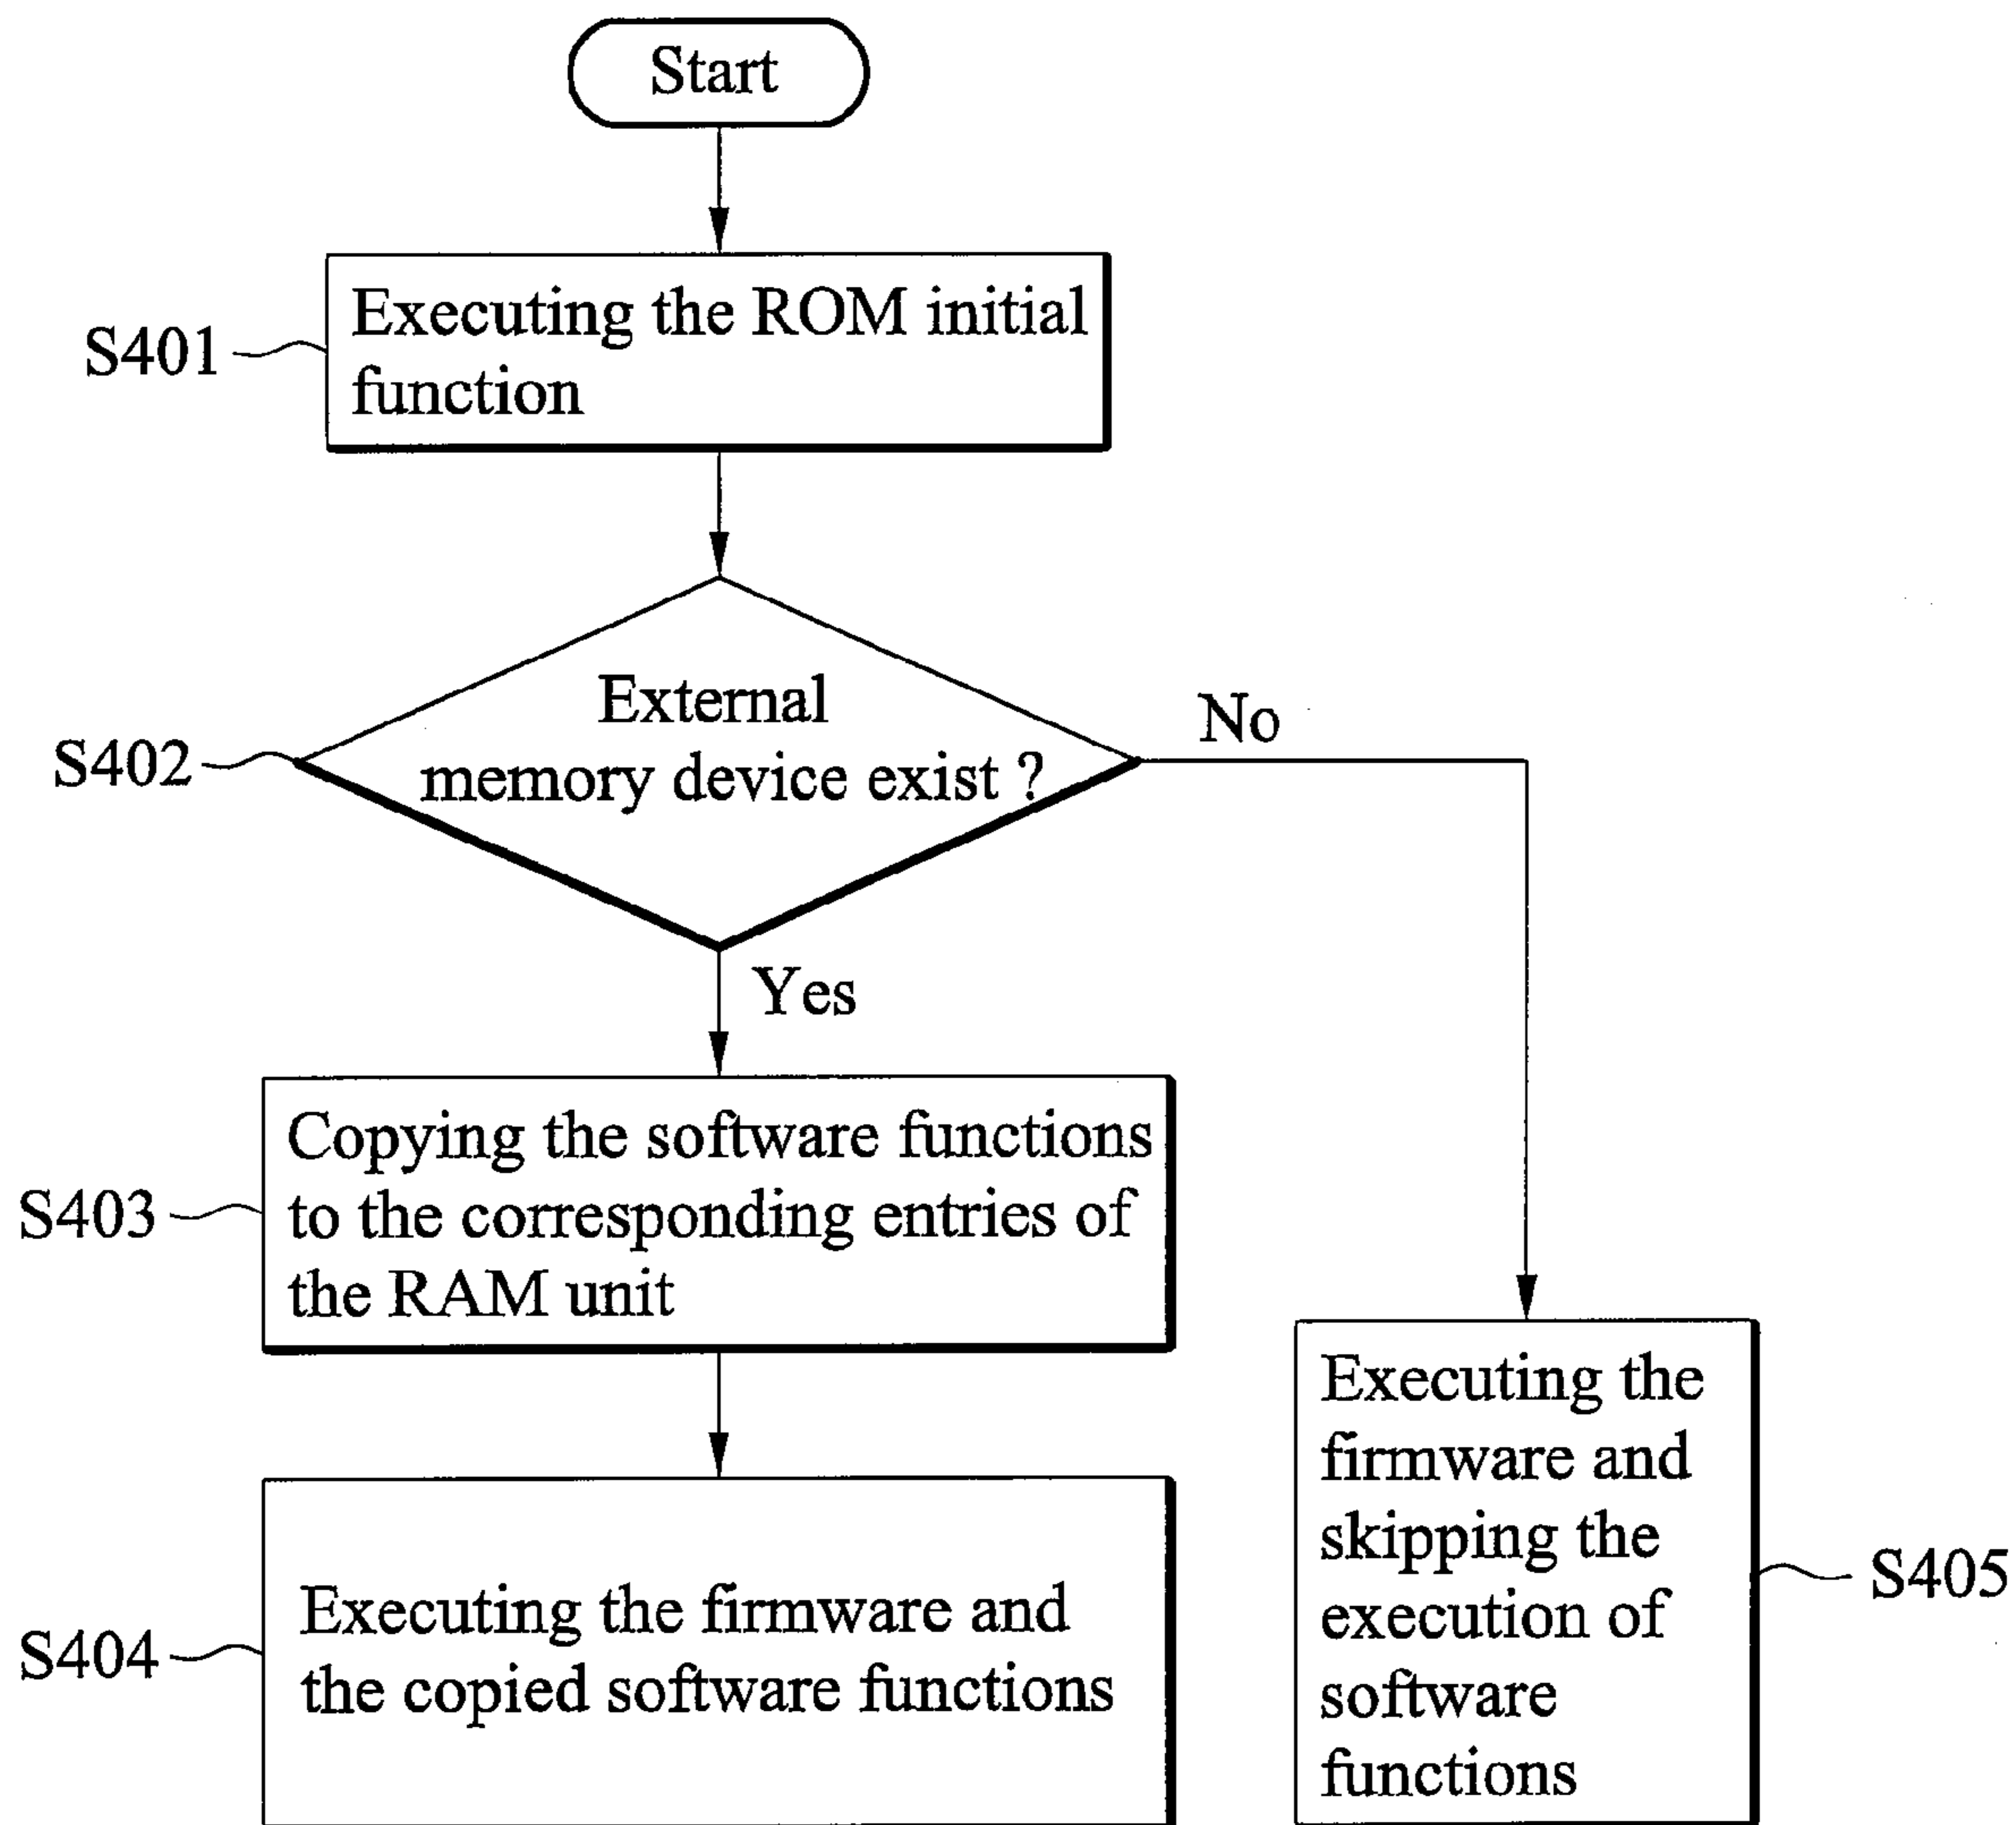 Start
S401
Executing the ROM initial
function
S402
External
memory device exist ?
No
Yes
S403
Copying the software functions
to the corresponding entries of
the RAM unit
S404
Executing the firmware and
the copied software functions
Executing the
firmware and
skipping the
execution of
software
functions
S405